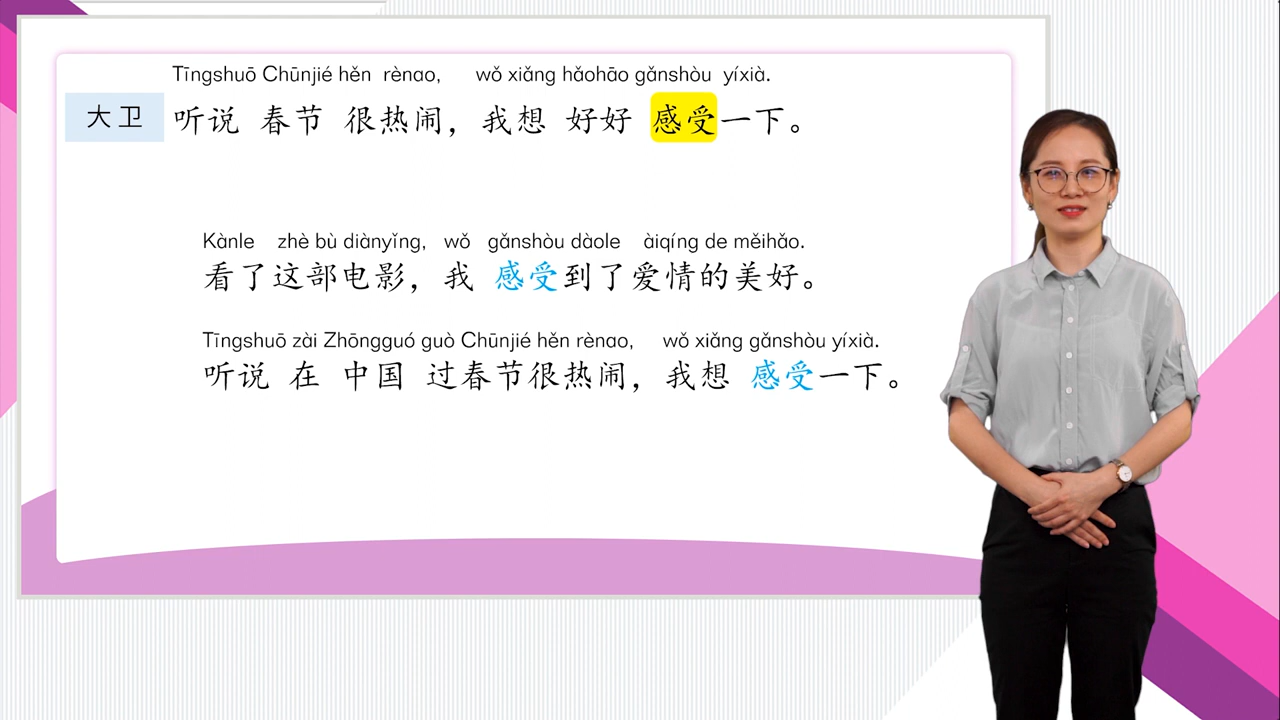 Tīngshuō Chūnjié hěn rènao, wǒ xiǎng hǎohāo gǎnshòu yíxià.
大卫 听说 春节 很热闹，我想 好好 感受一下。
Kànle zhè bù diànyǐng, wǒ gǎnshòu dàole àiqíng de měihǎo.
看了这部电影，我 感受到了爱情的美好。
Tīngshuō zài Zhōngguó guò Chūnjié hěn rènao, wǒ xiǎng gǎnshòu yíxià.
听说 在 中国 过春节很热闹，我想 感受一下。